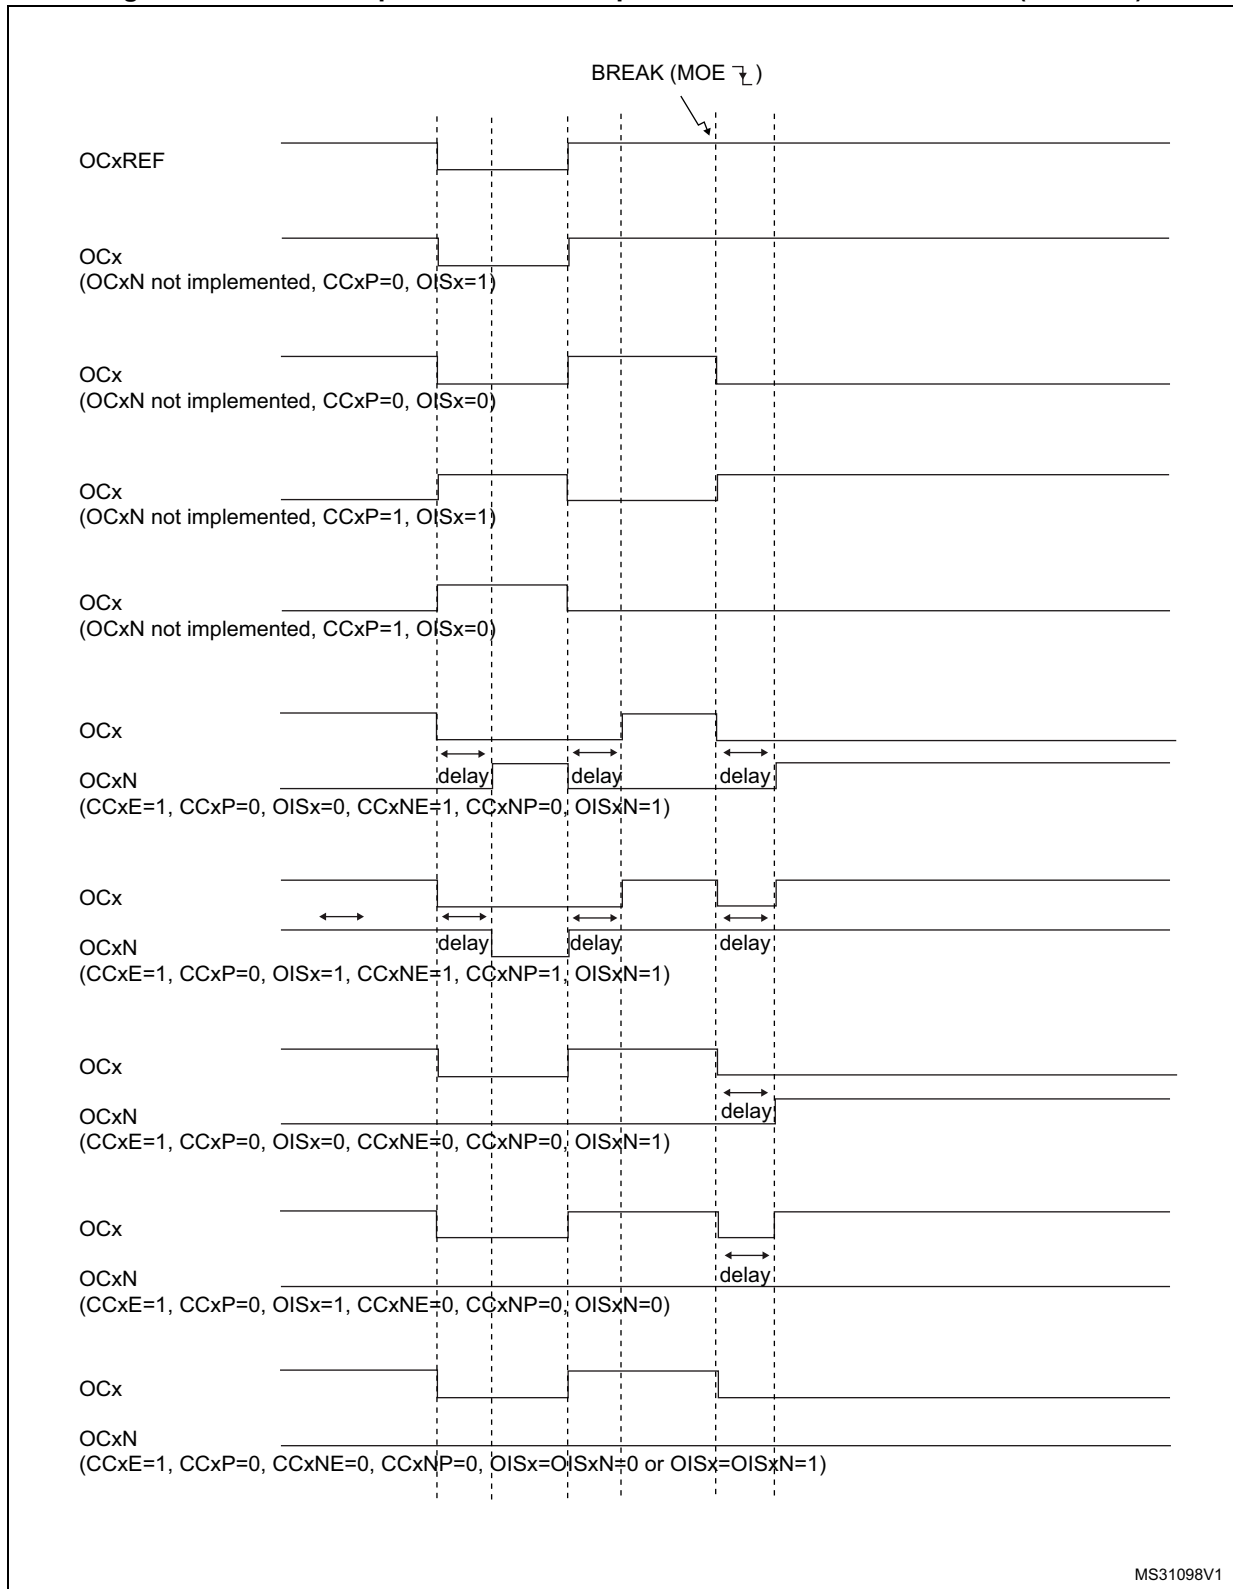 BREAK (MOE )
OCxREF
OCx
(OCxN not implemented, CCxP=0, OISx=1)
OCx
(OCxN not implemented, CCxP=0, OISx=0)
OCx
(OCxN not implemented, CCxP=1, OISx=1)
OCx
(OCxN not implemented, CCxP=1, OISx=0)
OCx
delay delay delay
OCxN
(CCxE=1, CCxP=0, OISx=0, CCxNE=1, CCxNP=0, OISxN=1)
OCx
delay delay delay
OCxN
(CCxE=1, CCxP=0, OISx=1, CCxNE=1, CCxNP=1, OISxN=1)
OCx
delay
OCxN
(CCxE=1, CCxP=0, OISx=0, CCxNE=0, CCxNP=0, OISxN=1)
OCx
delay
OCxN
(CCxE=1, CCxP=0, OISx=1, CCxNE=0, CCxNP=0, OISxN=0)
OCx
OCxN
(CCxE=1, CCxP=0, CCxNE=0, CCxNP=0, OISx=OISxN=0 or OISx=OISxN=1)
MS31098V1